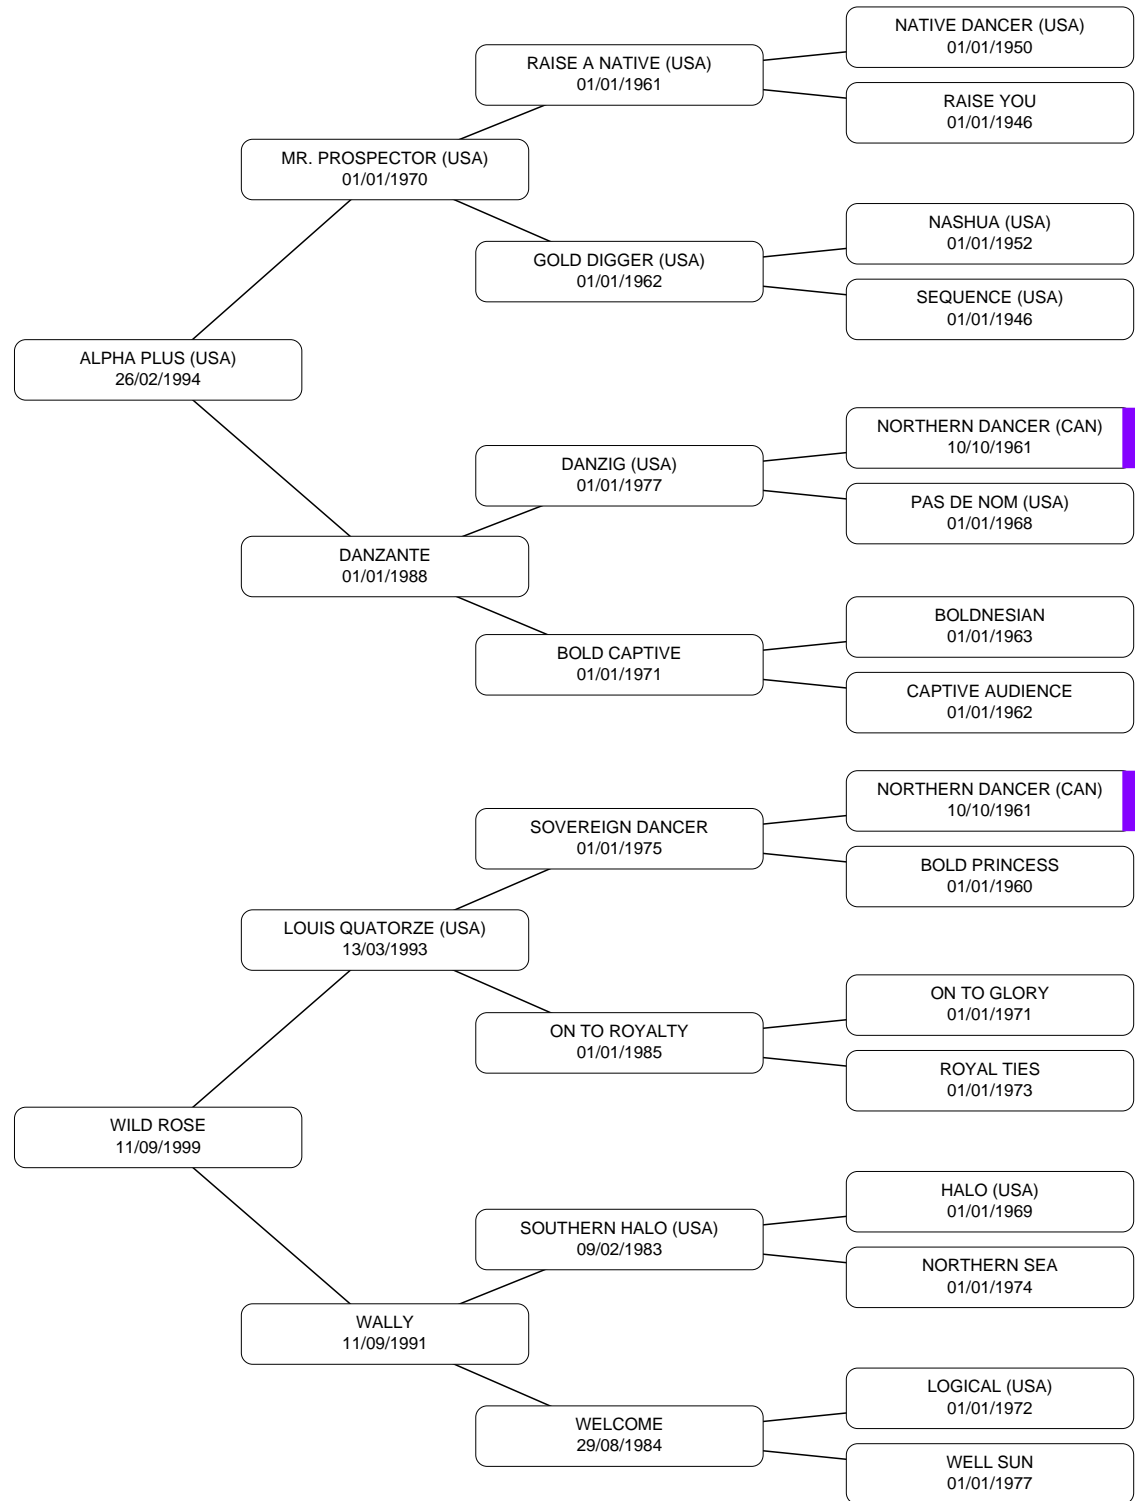 NATIVE DANCER (USA)
01/01/1950
RAISE A NATIVE (USA)
01/01/1961
RAISE YOU
01/01/1946
MR. PROSPECTOR (USA)
01/01/1970
NASHUA (USA)
01/01/1952
GOLD DIGGER (USA)
01/01/1962
SEQUENCE (USA)
01/01/1946
ALPHA PLUS (USA)
26/02/1994
NORTHERN DANCER (CAN)
10/10/1961
DANZIG (USA)
01/01/1977
PAS DE NOM (USA)
01/01/1968
DANZANTE
01/01/1988
BOLDNESIAN
01/01/1963
BOLD CAPTIVE
01/01/1971
CAPTIVE AUDIENCE
01/01/1962
NORTHERN DANCER (CAN)
10/10/1961
SOVEREIGN DANCER
01/01/1975
BOLD PRINCESS
01/01/1960
LOUIS QUATORZE (USA)
13/03/1993
ON TO GLORY
01/01/1971
ON TO ROYALTY
01/01/1985
ROYAL TIES
01/01/1973
WILD ROSE
11/09/1999
HALO (USA)
01/01/1969
SOUTHERN HALO (USA)
09/02/1983
NORTHERN SEA
01/01/1974
WALLY
11/09/1991
LOGICAL (USA)
01/01/1972
WELCOME
29/08/1984
WELL SUN
01/01/1977